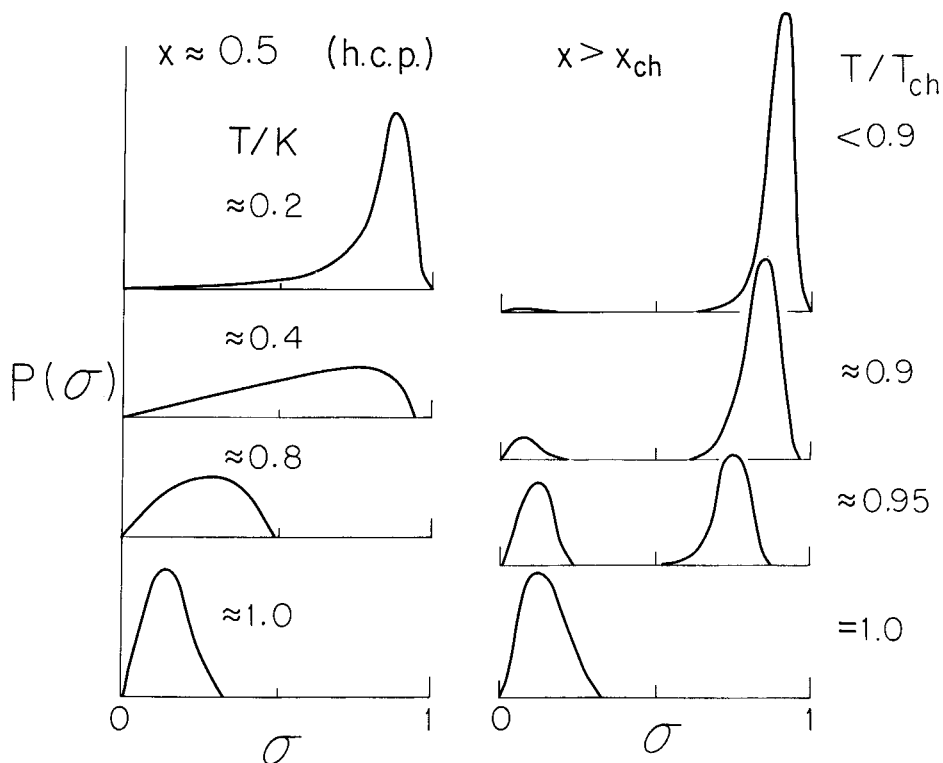 x ≈ 0.5 (h.c.p.)
T/K
≈0.2
≈0.4
P(σ)
≈0.8
≈1.0
0 1
σ
x > x_ch
T/T_ch
<0.9
≈0.9
≈0.95
=1.0
0 1
σ